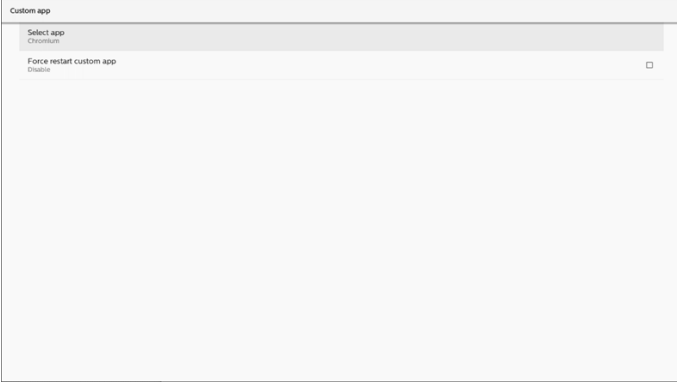 Custom app
Select app
Chromium
Force restart custom app
Disable